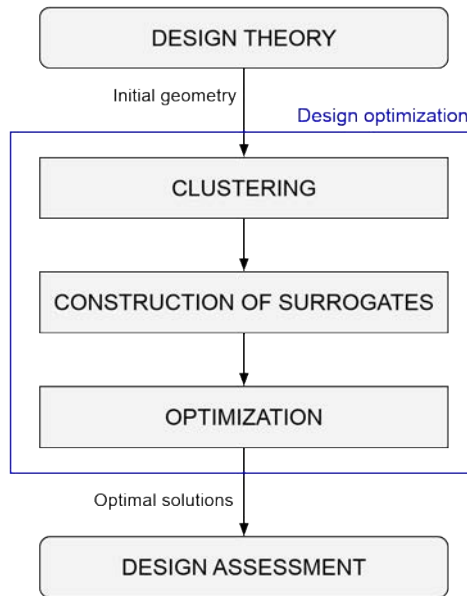 DESIGN THEORY
Initial geometry
Design optimization
CLUSTERING
CONSTRUCTION OF SURROGATES
OPTIMIZATION
Optimal solutions
DESIGN ASSESSMENT